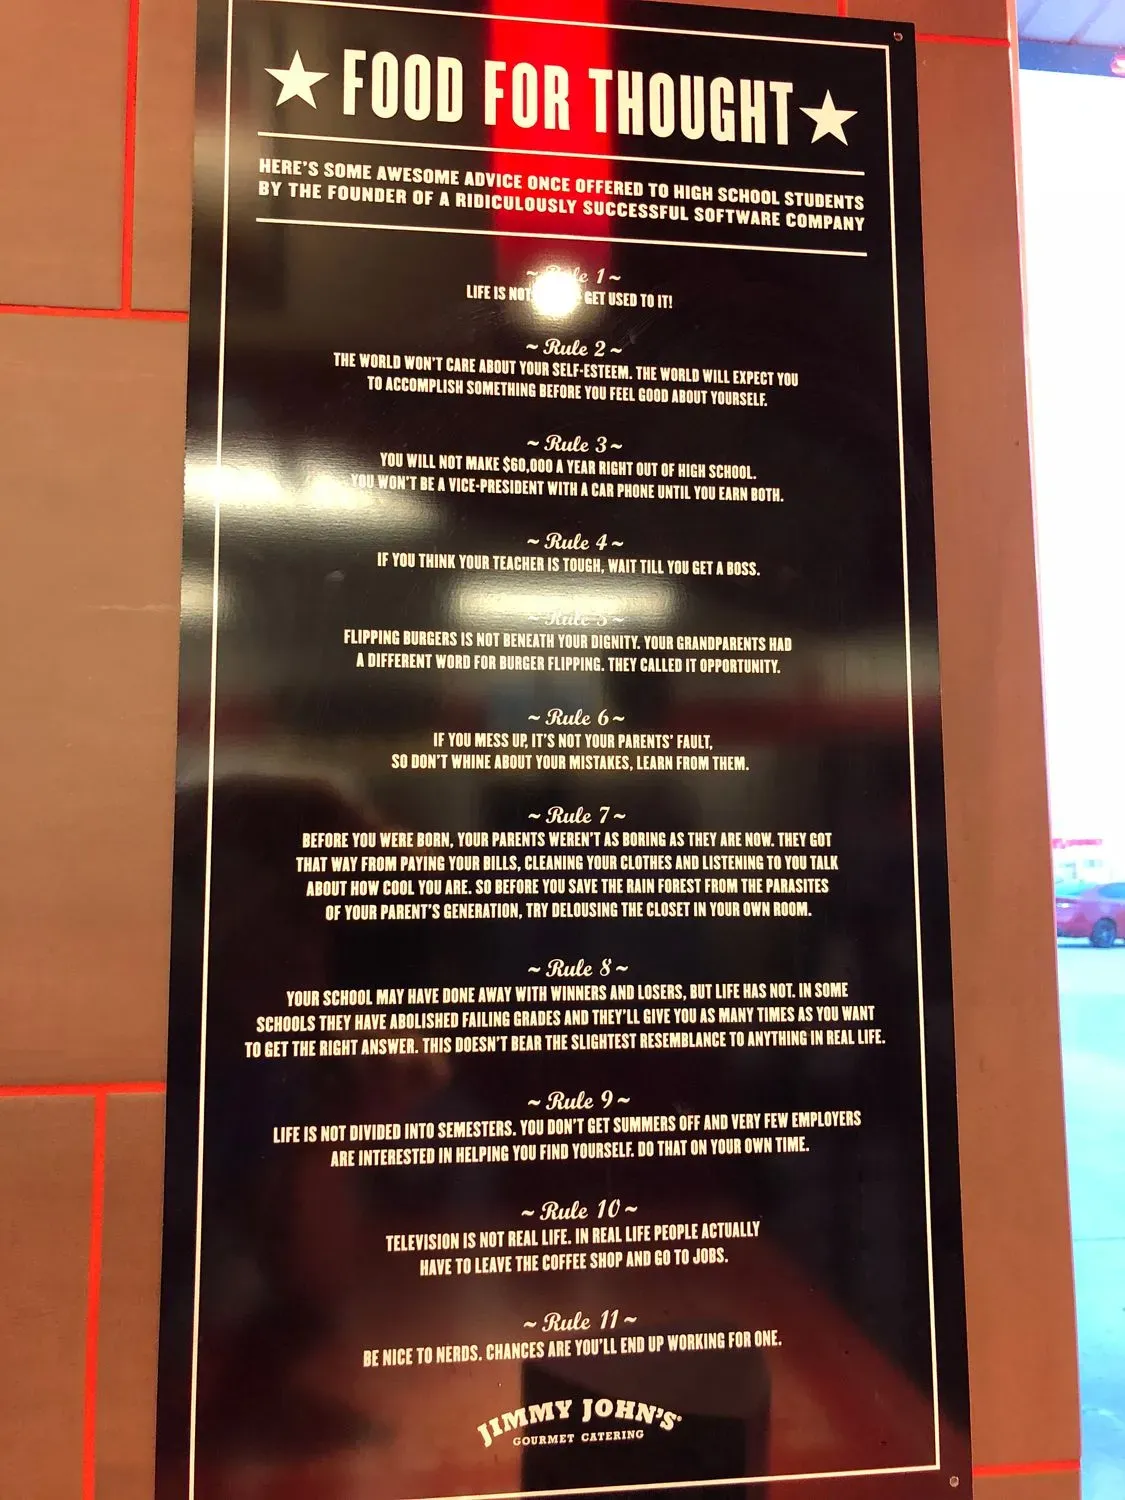 FOOD FOR THOUGHT
HERE'S SOME AWESOME ADVICE ONCE OFFERED TO HIGH SCHOOL STUDENTS
BY THE FOUNDER OF A RIDICULOUSLY SUCCESSFUL SOFTWARE COMPANY
~ Rule 1 ~
LIFE IS NOT GET USED TO IT!
~ Rule 2 ~
THE WORLD WON'T CARE ABOUT YOUR SELF-ESTEEM. THE WORLD WILL EXPECT YOU
TO ACCOMPLISH SOMETHING BEFORE YOU FEEL GOOD ABOUT YOURSELF.
~ Rule 3 ~
YOU WILL NOT MAKE $60,000 A YEAR RIGHT OUT OF HIGH SCHOOL.
YOU WON'T BE A VICE-PRESIDENT WITH A CAR PHONE UNTIL YOU EARN BOTH.
~ Rule 4 ~
IF YOU THINK YOUR TEACHER IS TOUGH, WAIT TILL YOU GET A BOSS.
~ Rule 5 ~
FLIPPING BURGERS IS NOT BENEATH YOUR DIGNITY. YOUR GRANDPARENTS HAD
A DIFFERENT WORD FOR BURGER FLIPPING. THEY CALLED IT OPPORTUNITY.
~ Rule 6 ~
IF YOU MESS UP, IT'S NOT YOUR PARENTS' FAULT,
SO DON'T WHINE ABOUT YOUR MISTAKES, LEARN FROM THEM.
~ Rule 7 ~
BEFORE YOU WERE BORN, YOUR PARENTS WEREN'T AS BORING AS THEY ARE NOW. THEY GOT
THAT WAY FROM PAYING YOUR BILLS, CLEANING YOUR CLOTHES AND LISTENING TO YOU TALK
ABOUT HOW COOL YOU ARE. SO BEFORE YOU SAVE THE RAIN FOREST FROM THE PARASITES
OF YOUR PARENT'S GENERATION, TRY DELOUSING THE CLOSET IN YOUR OWN ROOM.
~ Rule 8 ~
YOUR SCHOOL MAY HAVE DONE AWAY WITH WINNERS AND LOSERS, BUT LIFE HAS NOT. IN SOME
SCHOOLS THEY HAVE ABOLISHED FAILING GRADES AND THEY'LL GIVE YOU AS MANY TIMES AS YOU WANT
TO GET THE RIGHT ANSWER. THIS DOESN'T BEAR THE SLIGHTEST RESEMBLANCE TO ANYTHING IN REAL LIFE.
~ Rule 9 ~
LIFE IS NOT DIVIDED INTO SEMESTERS. YOU DON'T GET SUMMERS OFF AND VERY FEW EMPLOYERS
ARE INTERESTED IN HELPING YOU FIND YOURSELF. DO THAT ON YOUR OWN TIME.
~ Rule 10 ~
TELEVISION IS NOT REAL LIFE. IN REAL LIFE PEOPLE ACTUALLY
HAVE TO LEAVE THE COFFEE SHOP AND GO TO JOBS.
~ Rule 11 ~
BE NICE TO NERDS. CHANCES ARE YOU'LL END UP WORKING FOR ONE.
JIMMY JOHN'S
GOURMET CATERING